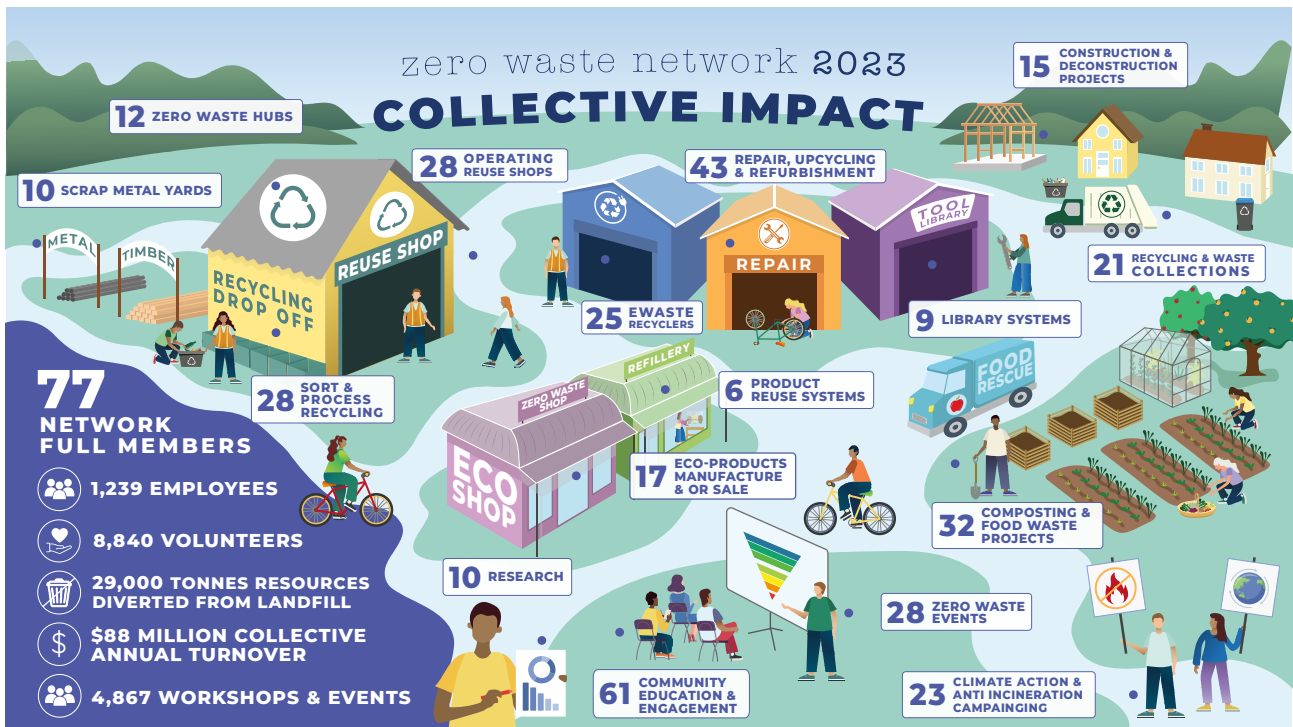 zero waste network 2023
COLLECTIVE IMPACT
15 CONSTRUCTION &
DECONSTRUCTION
PROJECTS
12 ZERO WASTE HUBS
28 OPERATING
REUSE SHOPS
43 REPAIR, UPCYCLING
& REFURBISHMENT
10 SCRAP METAL YARDS
METAL
TIMBER
RECYCLING
DROP OFF
REUSE SHOP
REPAIR
TOOL
LIBRARY
21 RECYCLING & WASTE
COLLECTIONS
25 EWASTE
RECYCLERS
9 LIBRARY SYSTEMS
28 SORT &
PROCESS
RECYCLING
ZERO WASTE
SHOP
REFILLERY
6 PRODUCT
REUSE SYSTEMS
FOOD
RESCUE
ECO
SHOP
17 ECO-PRODUCTS
MANUFACTURE
& OR SALE
32 COMPOSTING &
FOOD WASTE
PROJECTS
77
NETWORK
FULL MEMBERS
1,239 EMPLOYEES
8,840 VOLUNTEERS
29,000 TONNES RESOURCES
DIVERTED FROM LANDFILL
$ $88 MILLION COLLECTIVE
ANNUAL TURNOVER
4,867 WORKSHOPS & EVENTS
10 RESEARCH
28 ZERO WASTE
EVENTS
61 COMMUNITY
EDUCATION &
ENGAGEMENT
23 CLIMATE ACTION &
ANTI INCINERATION
CAMPAINGING